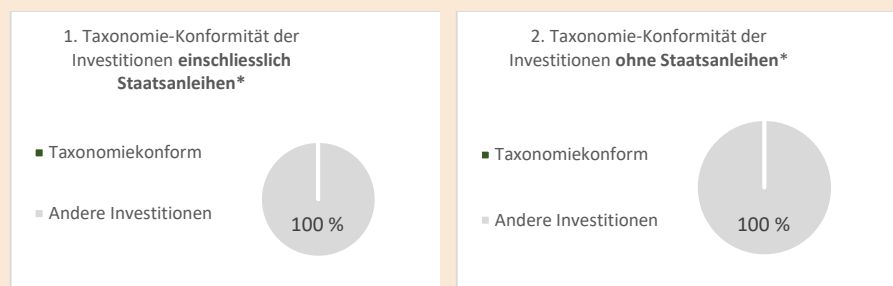 1. Taxonomie-Konformität der
Investitionen einschliesslich
Staatsanleihen*
Taxonomiekonform
Andere Investitionen
100 %
2. Taxonomie-Konformität der
Investitionen ohne Staatsanleihen*
Taxonomiekonform
Andere Investitionen
100 %